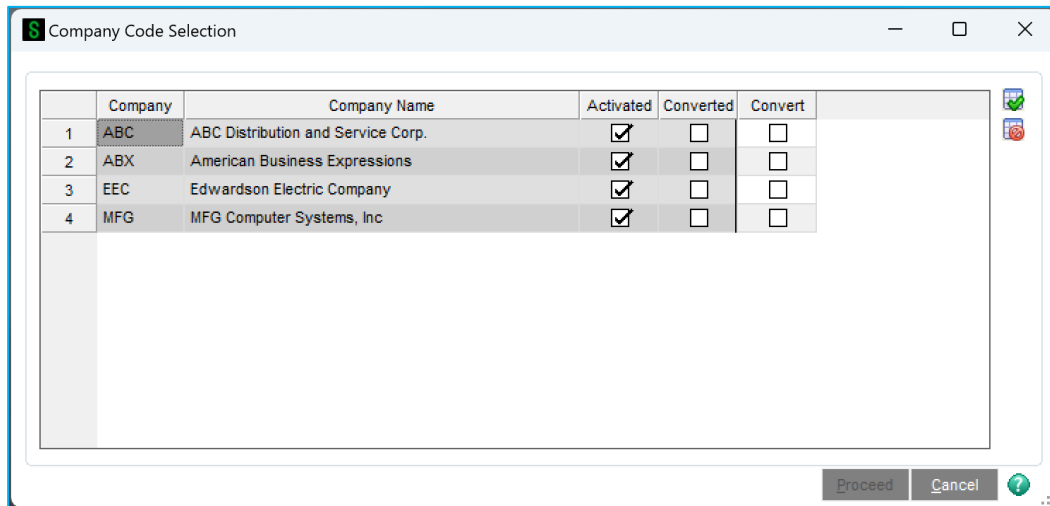 S Company Code Selection
Company Company Name Activated Converted Convert
1 ABC ABC Distribution and Service Corp.
2 ABX American Business Expressions
3 EEC Edwardson Electric Company
4 MFG MFG Computer Systems, Inc
Proceed Cancel ?